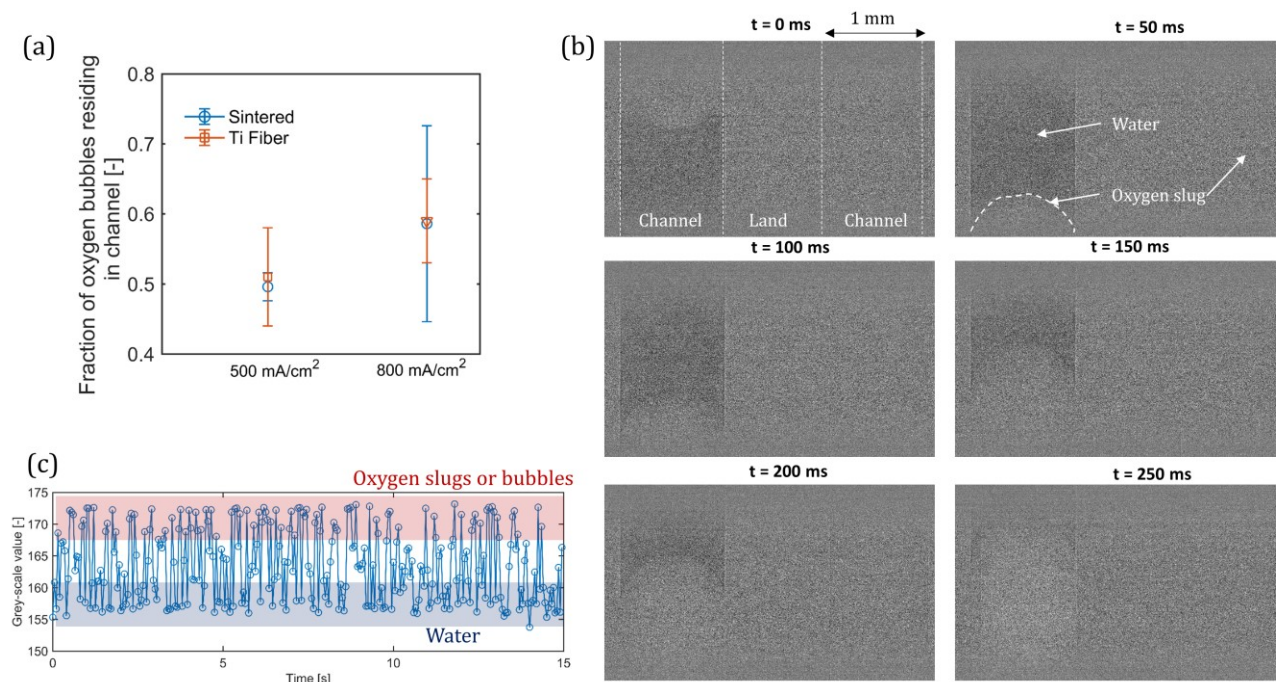 (a)
Fraction of oxygen bubbles residing
in channel [-]
0.8
0.7
0.6
0.5
0.4
Sintered
Ti Fiber
500 mA/cm²
800 mA/cm²
(b)
t = 0 ms
1 mm
Channel
Land
Channel
t = 50 ms
Water
Oxygen slug
t = 100 ms
t = 150 ms
t = 200 ms
t = 250 ms
(c)
Oxygen slugs or bubbles
Grey-scale value [-]
175
170
165
160
155
150
Water
0
5
10
15
Time [s]